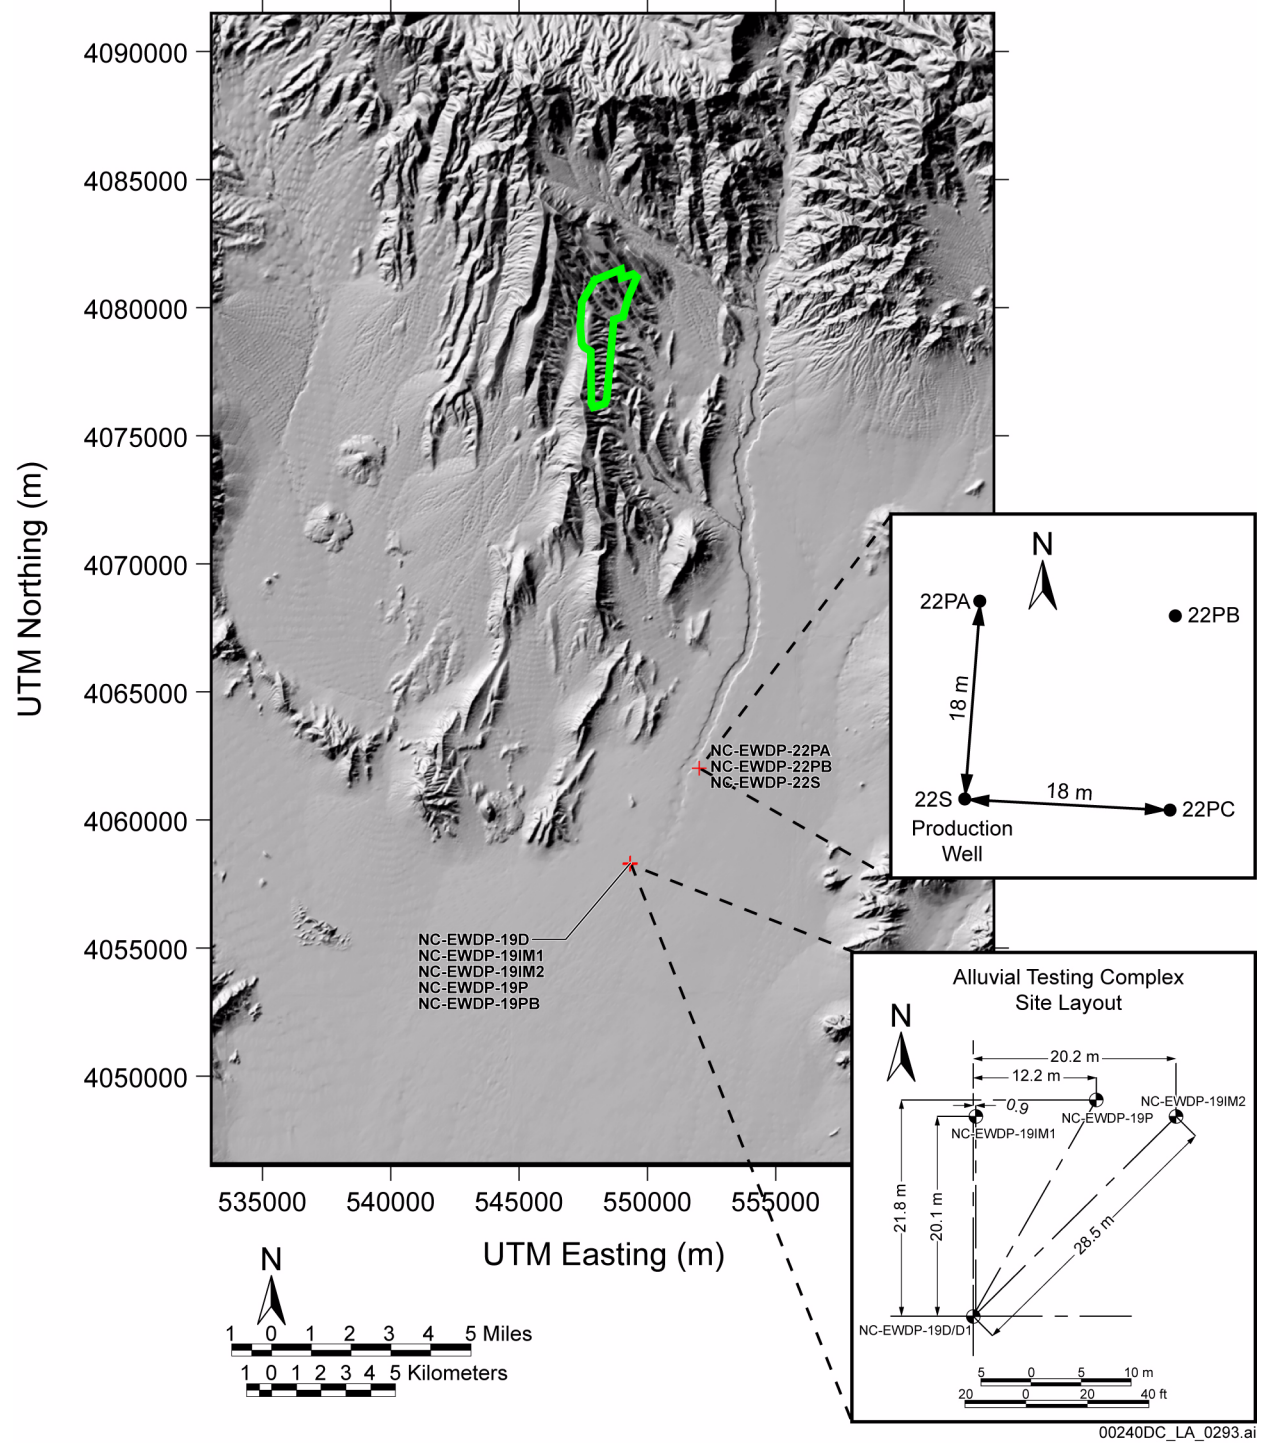 4090000
4085000
4080000
4075000
4070000
4065000
4060000
4055000
4050000
UTM Northing (m)
535000
540000
545000
550000
555000
UTM Easting (m)
NC-EWDP-22PA
NC-EWDP-22PB
NC-EWDP-22S
NC-EWDP-19D
NC-EWDP-19IM1
NC-EWDP-19IM2
NC-EWDP-19P
NC-EWDP-19PB
N
22PA
22PB
18 m
22S
18 m
22PC
Production
Well
Alluvial Testing Complex
Site Layout
N
20.2 m
12.2 m
0.9
NC-EWDP-19IM2
NC-EWDP-19P
NC-EWDP-19IM1
21.8 m
20.1 m
28.5 m
NC-EWDP-19D/D1
5 0 5 10 m
20 0 20 40 ft
N
1 0 1 2 3 4 5 Miles
1 0 1 2 3 4 5 Kilometers
00240DC_LA_0293.ai